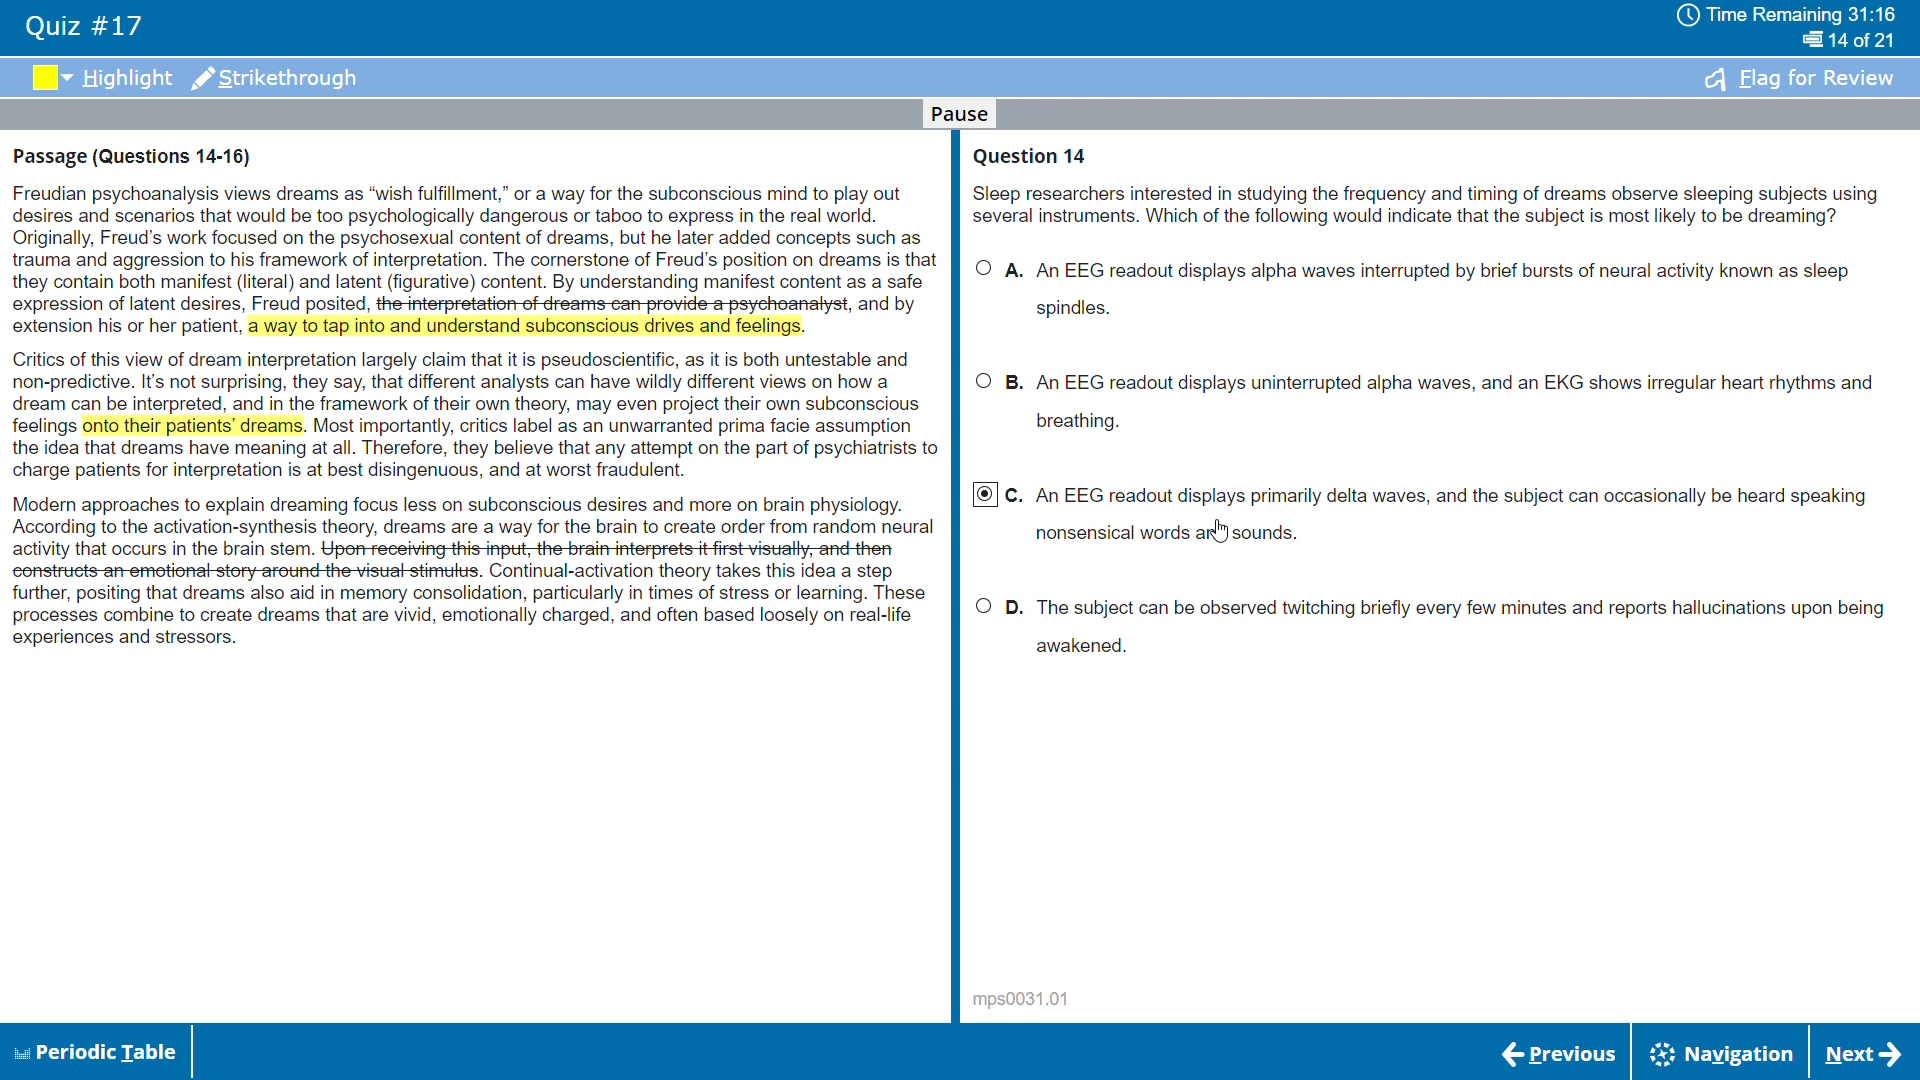 Quiz #17
Time Remaining 31:16
14 of 21
Highlight
Strikethrough
Flag for Review
Pause
Passage (Questions 14-16)
Freudian psychoanalysis views dreams as “wish fulfillment,” or a way for the subconscious mind to play out
desires and scenarios that would be too psychologically dangerous or taboo to express in the real world.
Originally, Freud’s work focused on the psychosexual content of dreams, but he later added concepts such as
trauma and aggression to his framework of interpretation. The cornerstone of Freud’s position on dreams is that
they contain both manifest (literal) and latent (figurative) content. By understanding manifest content as a safe
expression of latent desires, Freud posited, the interpretation of dreams can provide a psychoanalyst, and by
extension his or her patient, a way to tap into and understand subconscious drives and feelings.
Critics of this view of dream interpretation largely claim that it is pseudoscientific, as it is both untestable and
non-predictive. It’s not surprising, they say, that different analysts can have wildly different views on how a
dream can be interpreted, and in the framework of their own theory, may even project their own subconscious
feelings onto their patients’ dreams. Most importantly, critics label as an unwarranted prima facie assumption
the idea that dreams have meaning at all. Therefore, they believe that any attempt on the part of psychiatrists to
charge patients for interpretation is at best disingenuous, and at worst fraudulent.
Modern approaches to explain dreaming focus less on subconscious desires and more on brain physiology.
According to the activation-synthesis theory, dreams are a way for the brain to create order from random neural
activity that occurs in the brain stem. Upon receiving this input, the brain interprets it first visually, and then
constructs an emotional story around the visual stimulus. Continual-activation theory takes this idea a step
further, positing that dreams also aid in memory consolidation, particularly in times of stress or learning. These
processes combine to create dreams that are vivid, emotionally charged, and often based loosely on real-life
experiences and stressors.
Question 14
Sleep researchers interested in studying the frequency and timing of dreams observe sleeping subjects using
several instruments. Which of the following would indicate that the subject is most likely to be dreaming?
A. An EEG readout displays alpha waves interrupted by brief bursts of neural activity known as sleep
spindles.
B. An EEG readout displays uninterrupted alpha waves, and an EKG shows irregular heart rhythms and
breathing.
C. An EEG readout displays primarily delta waves, and the subject can occasionally be heard speaking
nonsensical words and sounds.
D. The subject can be observed twitching briefly every few minutes and reports hallucinations upon being
awakened.
mps0031.01
Periodic Table
Previous
Navigation
Next